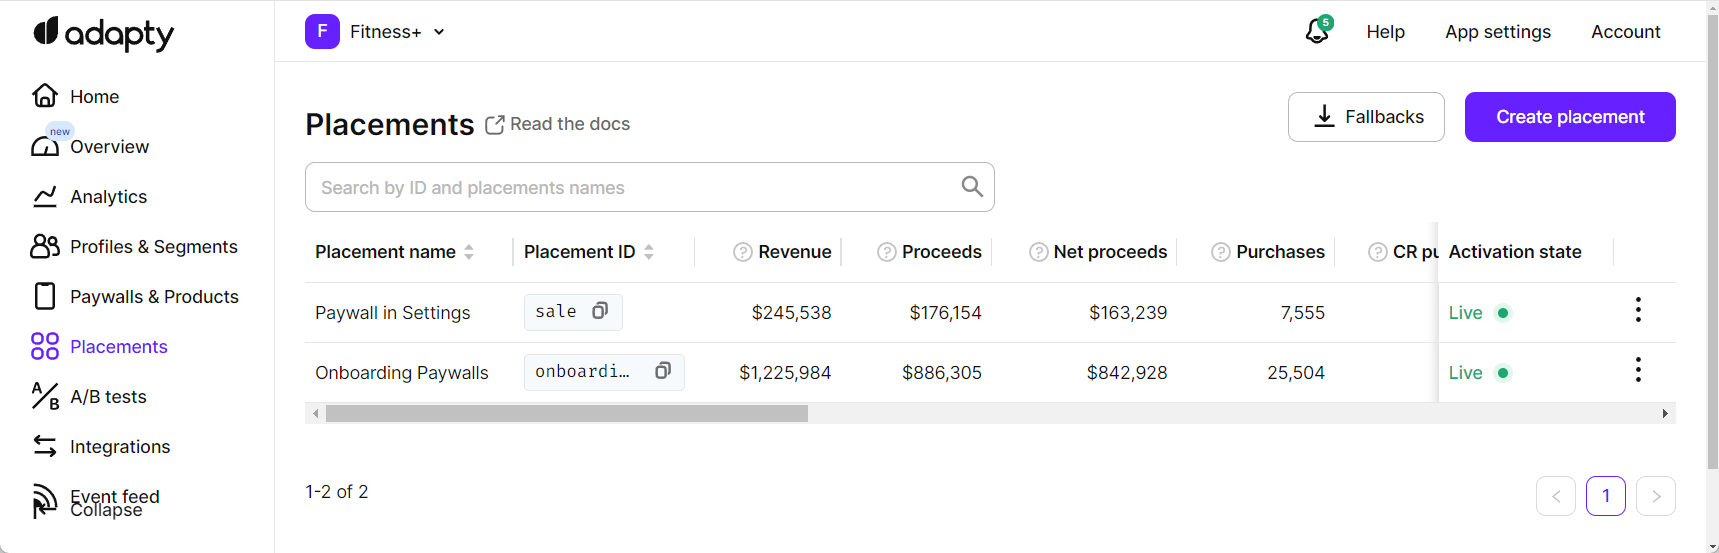 adapty
F Fitness+
5
Help
App settings
Account
Home
new
Overview
Analytics
Profiles & Segments
Paywalls & Products
Placements
A/B tests
Integrations
Event feed
Collapse
Placements
Read the docs
Fallbacks
Create placement
Search by ID and placements names
Placement name Placement ID ? Revenue ? Proceeds ? Net proceeds ? Purchases ? CR pu Activation state
Paywall in Settings sale $245,538 $176,154 $163,239 7,555 Live
Onboarding Paywalls onboardi... $1,225,984 $886,305 $842,928 25,504 Live
1-2 of 2
< 1 >